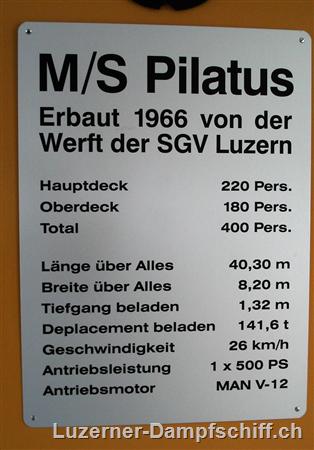 M/S Pilatus
Erbaut 1966 von der
Werft der SGV Luzern
Hauptdeck 220 Pers.
Oberdeck 180 Pers.
Total 400 Pers.
Länge über Alles 40,30 m
Breite über Alles 8,20 m
Tiefgang beladen 1,32 m
Deplacement beladen 141,6 t
Geschwindigkeit 26 km/h
Antriebsleistung 1 x 500 PS
Antriebsmotor MAN V-12
Luzerner-Dampfschiff.ch